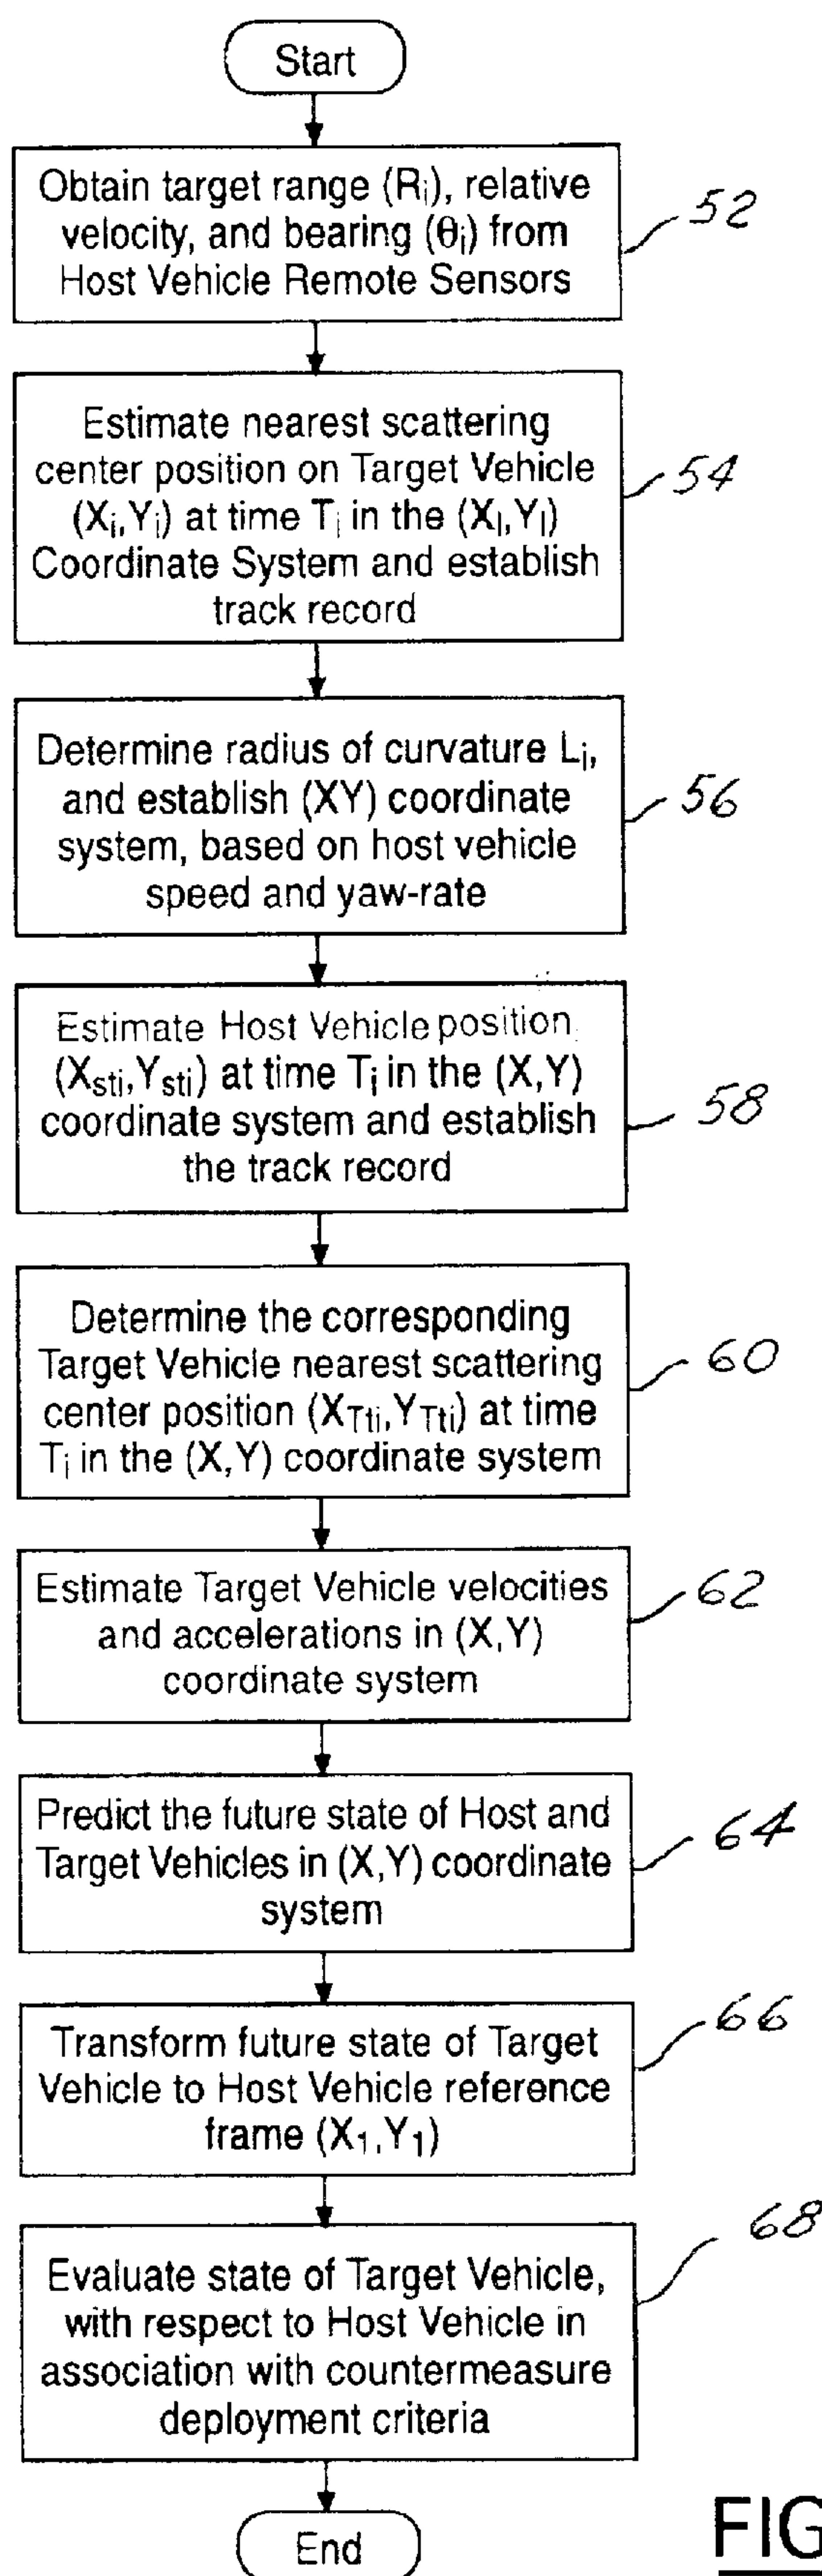 Start
Obtain target range (Ri), relative
velocity, and bearing (θi) from
Host Vehicle Remote Sensors
52
Estimate nearest scattering
center position on Target Vehicle
(Xi,Yi) at time Ti in the (XI,YI)
Coordinate System and establish
track record
54
Determine radius of curvature Li,
and establish (XY) coordinate
system, based on host vehicle
speed and yaw-rate
56
Estimate Host Vehicle position
(Xsti,Ysti) at time Ti in the (X,Y)
coordinate system and establish
the track record
58
Determine the corresponding
Target Vehicle nearest scattering
center position (XTti,YTti) at time
Ti in the (X,Y) coordinate system
60
Estimate Target Vehicle velocities
and accelerations in (X,Y)
coordinate system
62
Predict the future state of Host and
Target Vehicles in (X,Y) coordinate
system
64
Transform future state of Target
Vehicle to Host Vehicle reference
frame (X1,Y1)
66
Evaluate state of Target Vehicle,
with respect to Host Vehicle in
association with countermeasure
deployment criteria
68
End
FIG